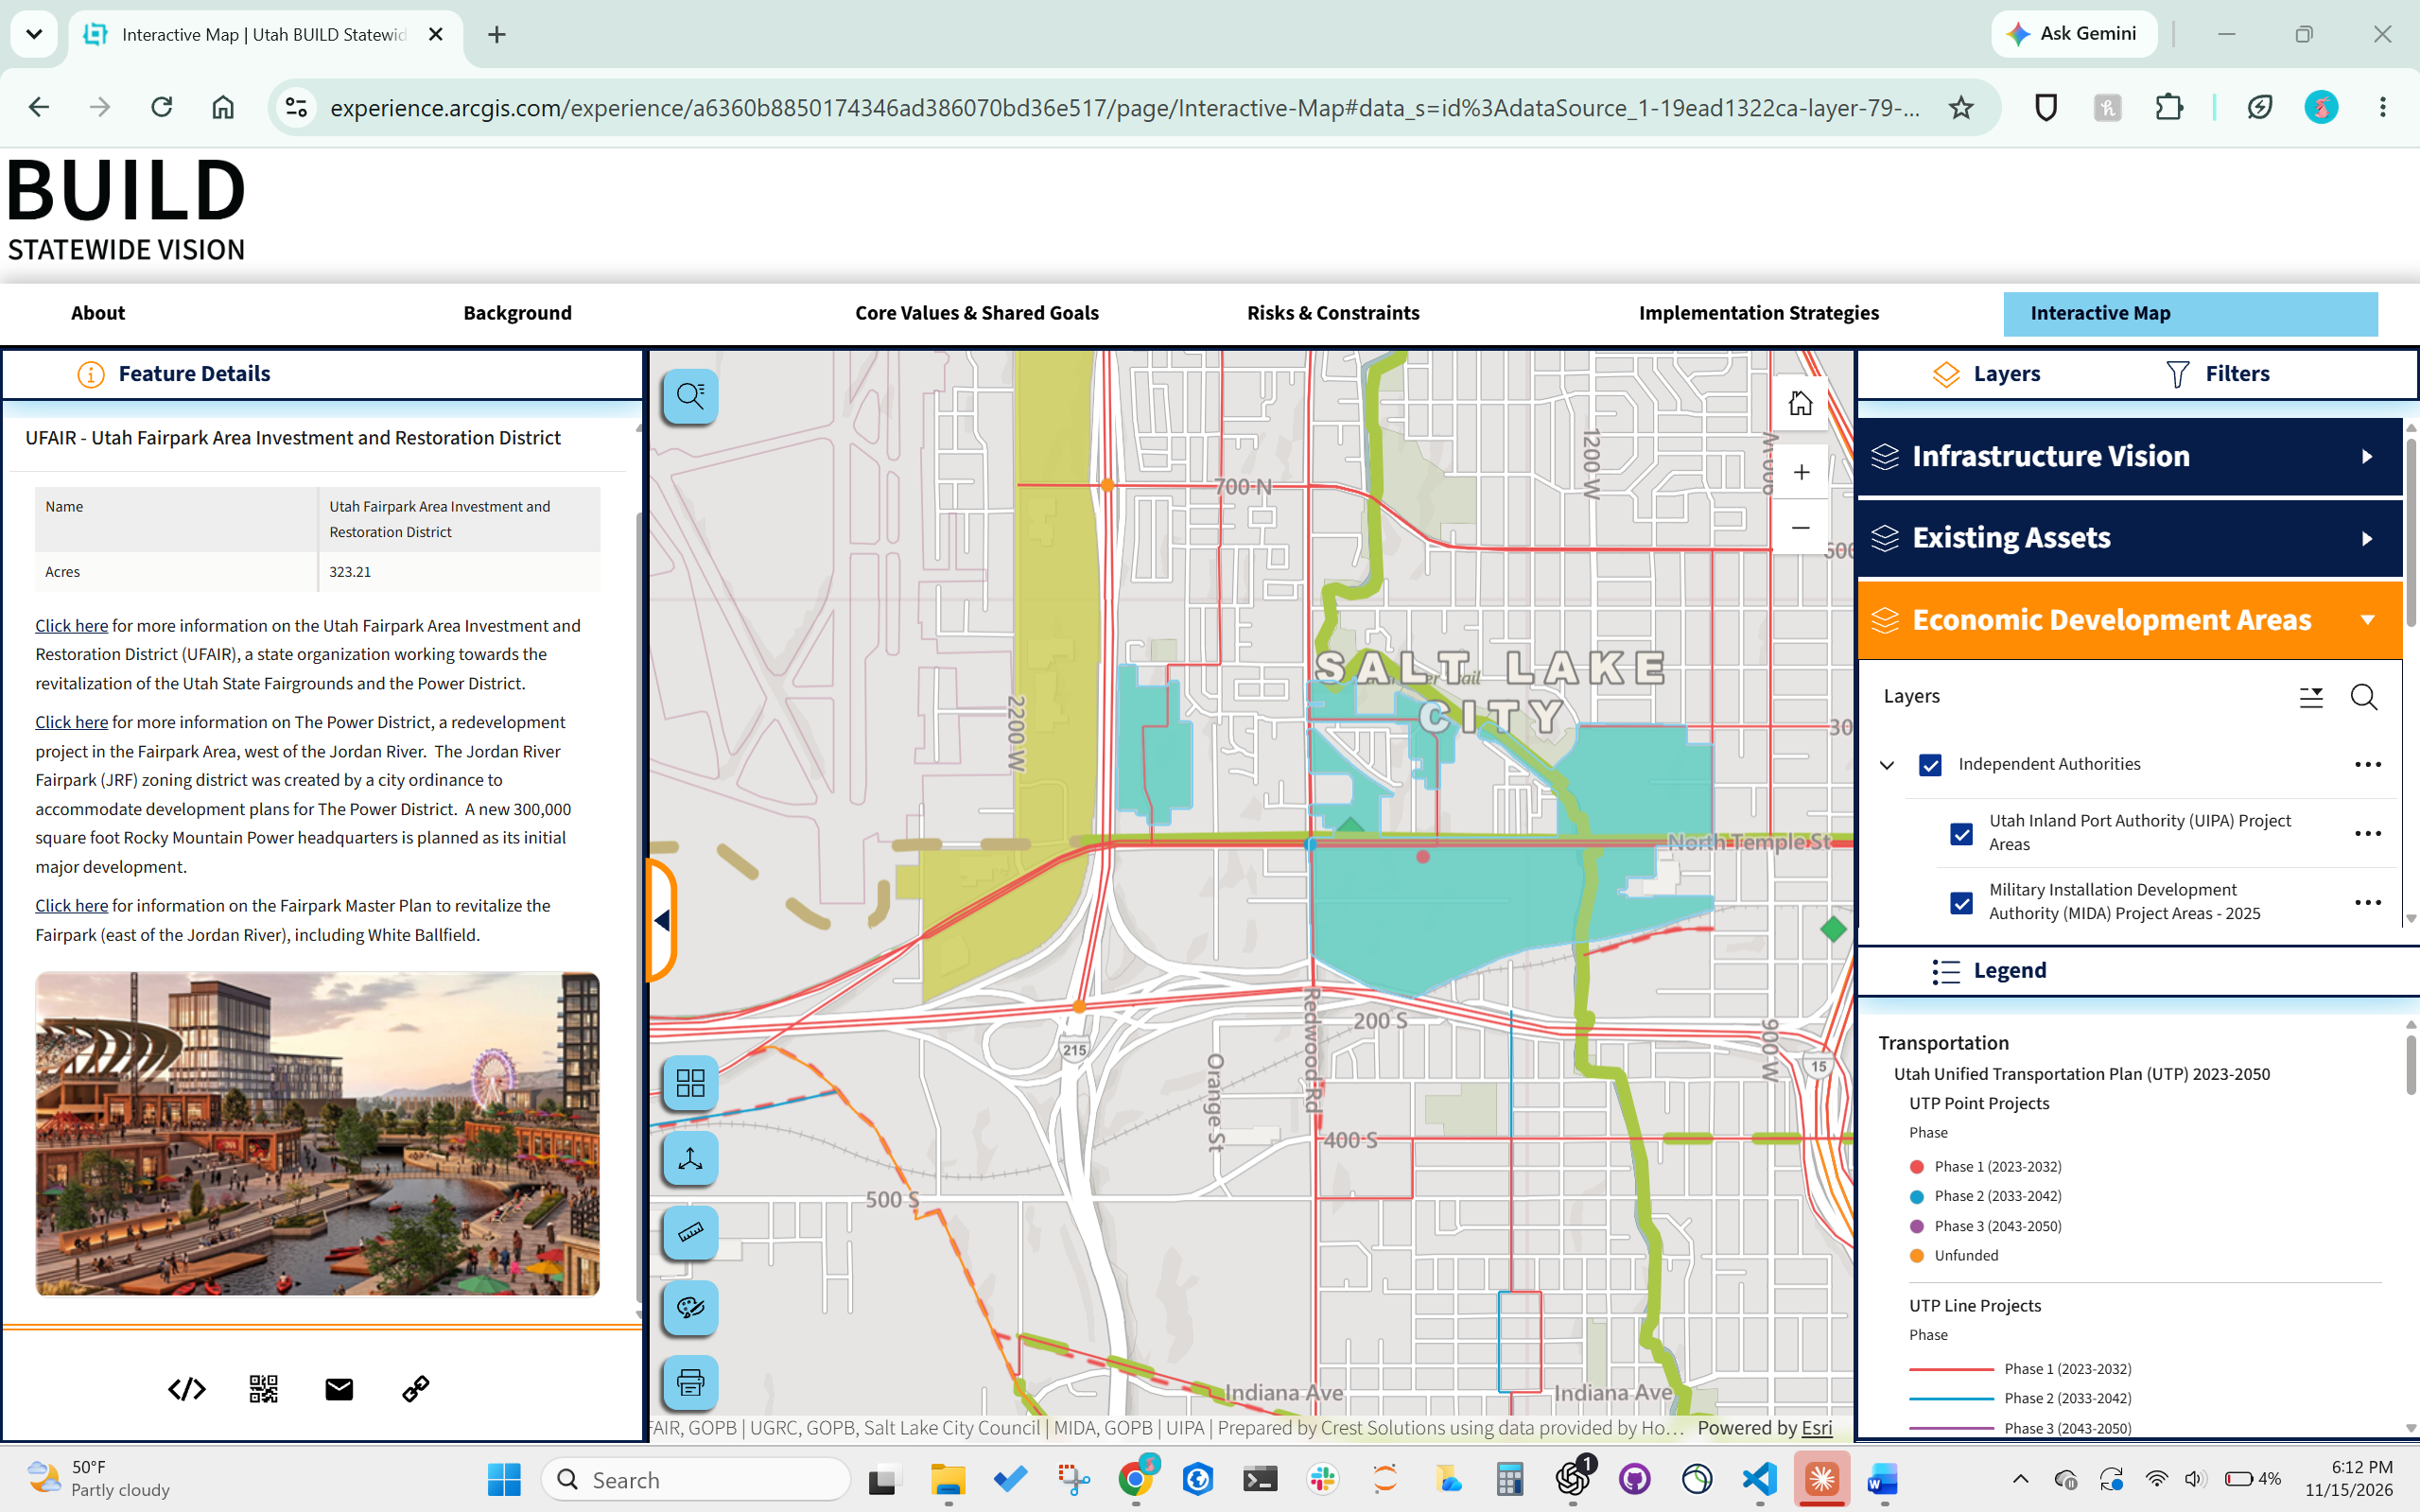 Interactive Map | Utah BUILD Statewid
Ask Gemini
experience.arcgis.com/experience/a6360b8850174346ad386070bd36e517/page/Interactive-Map#data_s=id%3AdataSource_1-19ead1322ca-layer-79-...
BUILD
STATEWIDE VISION
About
Background
Core Values & Shared Goals
Risks & Constraints
Implementation Strategies
Interactive Map
Feature Details
UFAIR - Utah Fairpark Area Investment and Restoration District
Name
Utah Fairpark Area Investment and
Restoration District
Acres
323.21
Click here for more information on the Utah Fairpark Area Investment and
Restoration District (UFAIR), a state organization working towards the
revitalization of the Utah State Fairgrounds and the Power District.
Click here for more information on The Power District, a redevelopment
project in the Fairpark Area, west of the Jordan River. The Jordan River
Fairpark (JRF) zoning district was created by a city ordinance to
accommodate development plans for The Power District. A new 300,000
square foot Rocky Mountain Power headquarters is planned as its initial
major development.
Click here for information on the Fairpark Master Plan to revitalize the
Fairpark (east of the Jordan River), including White Ballfield.
700 N
1200 W
SALT LAKE
CITY
2200 W
North Temple St
Redwood Rd
200 S
900 W
215
15
Orange St
400 S
500 S
Indiana Ave
Indiana Ave
FAIR, GOPB | UGRC, GOPB, Salt Lake City Council | MIDA, GOPB | UIPA | Prepared by Crest Solutions using data provided by Ho...
Powered by Esri
Layers
Filters
Infrastructure Vision
Existing Assets
Economic Development Areas
Layers
Independent Authorities
Utah Inland Port Authority (UIPA) Project
Areas
Military Installation Development
Authority (MIDA) Project Areas - 2025
Legend
Transportation
Utah Unified Transportation Plan (UTP) 2023-2050
UTP Point Projects
Phase
Phase 1 (2023-2032)
Phase 2 (2033-2042)
Phase 3 (2043-2050)
Unfunded
UTP Line Projects
Phase
Phase 1 (2023-2032)
Phase 2 (2033-2042)
Phase 3 (2043-2050)
50°F
Partly cloudy
Search
1
4%
6:12 PM
11/15/2026